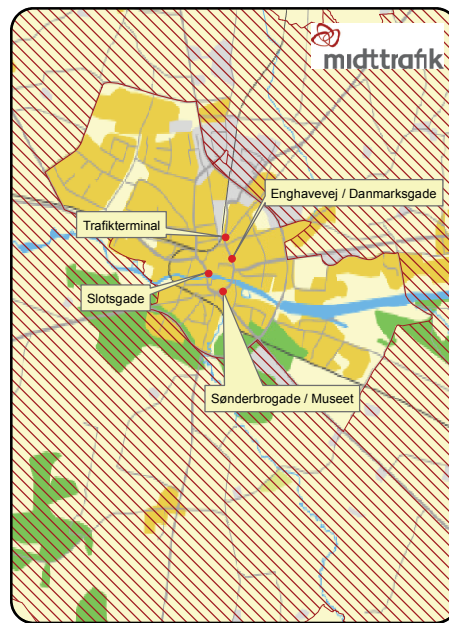 midttrafik
Enghavevej / Danmarksgade
Trafikterminal
Slotsgade
Sønderbrogade / Museet